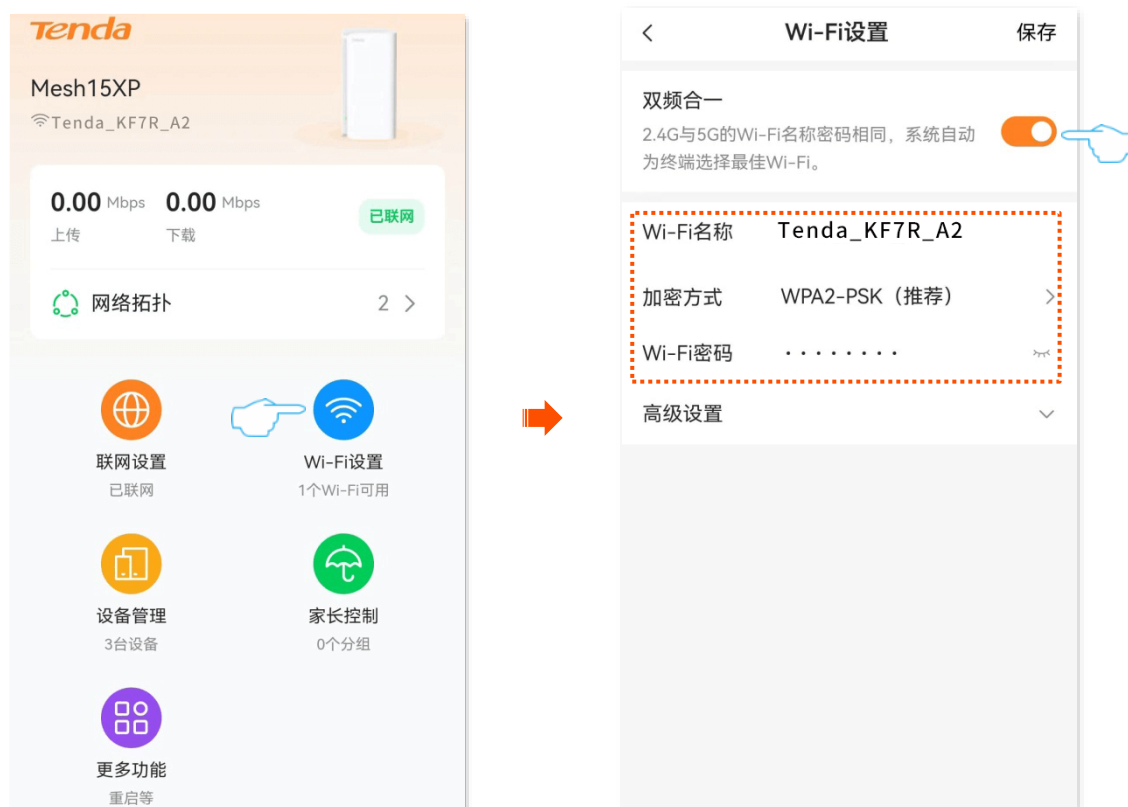 Tenda
Mesh15XP
Tenda_KF7R_A2
0.00 Mbps 0.00 Mbps
上传 下载
已联网
网络拓扑 2
联网设置
已联网
Wi-Fi设置
1个Wi-Fi可用
设备管理
3台设备
家长控制
0个分组
更多功能
重启等
Wi-Fi设置 保存
双频合一
2.4G与5G的Wi-Fi名称密码相同，系统自动
为终端选择最佳Wi-Fi。
Wi-Fi名称 Tenda_KF7R_A2
加密方式 WPA2-PSK（推荐）
Wi-Fi密码 ········
高级设置